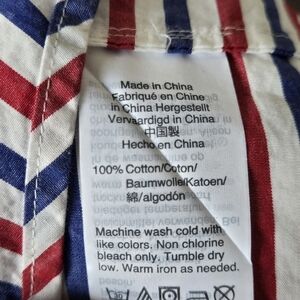 Made in China
Fabriqué en Chine
in China Hergestellt
Vervaardigd in China
中国製
Hecho en China
100% Cotton/Coton/
Baumwolle/Katoen/
綿/algodón
Machine wash cold with
like colors. Non chlorine
bleach only. Tumble dry
low. Warm iron as needed.